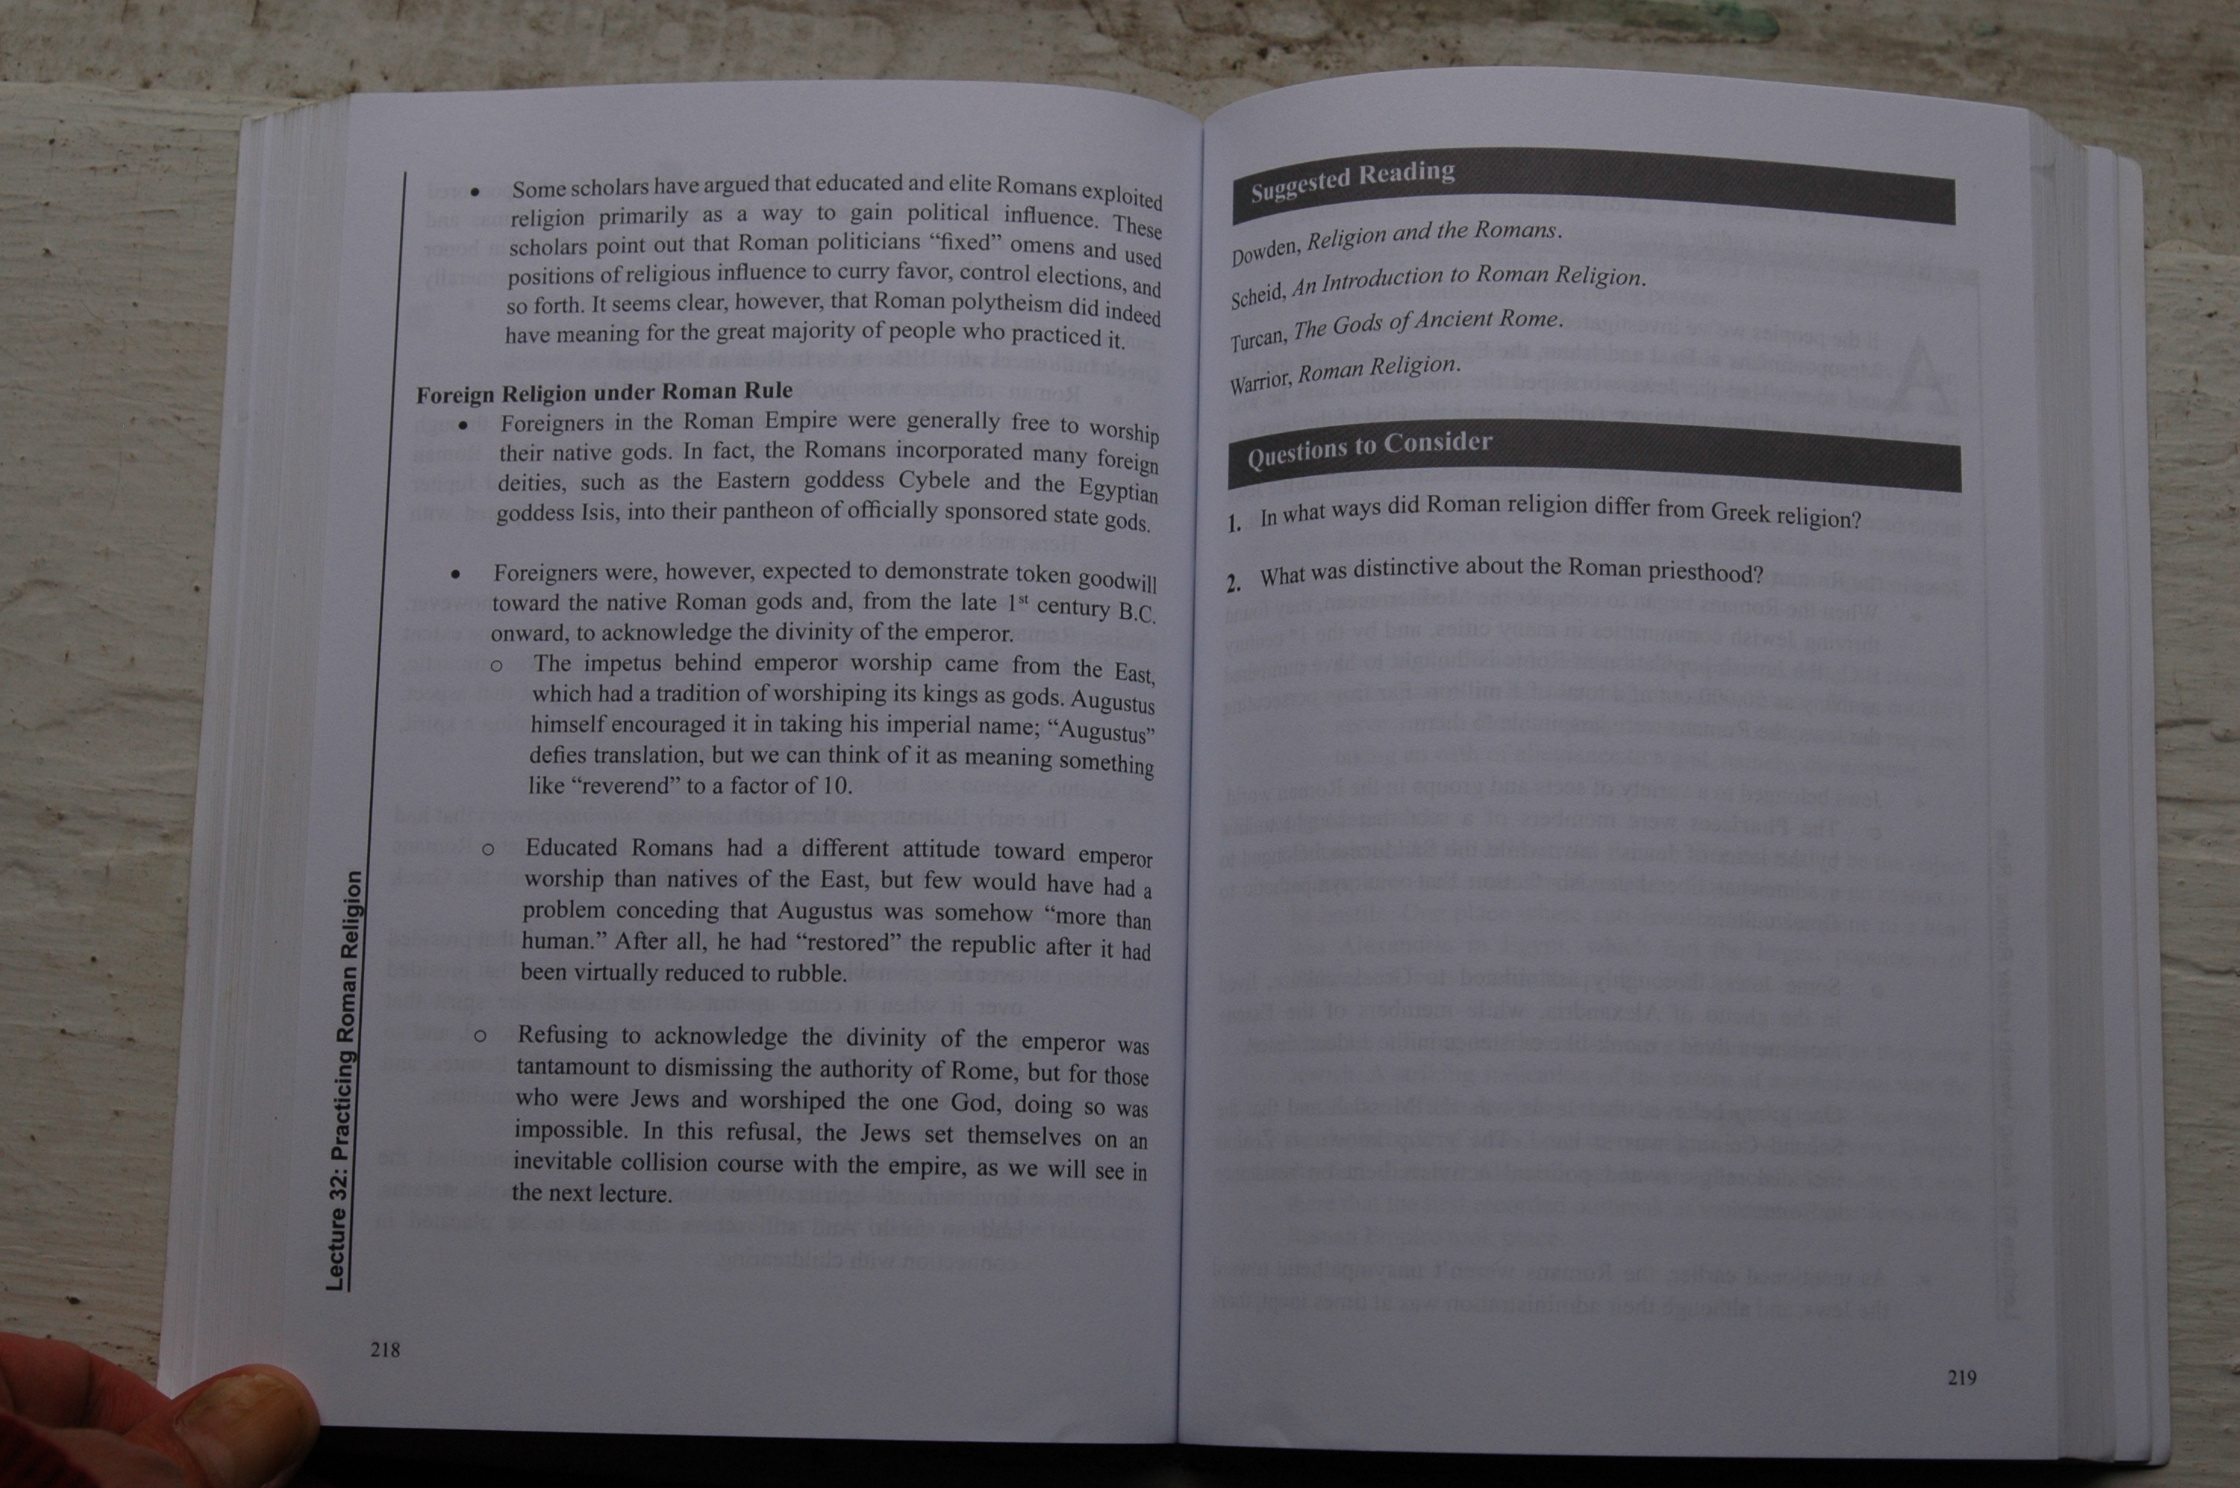 • Some scholars have argued that educated and elite Romans exploited
religion primarily as a way to gain political influence. These
scholars point out that Roman politicians “fixed” omens and used
positions of religious influence to curry favor, control elections, and
so forth. It seems clear, however, that Roman polytheism did indeed
have meaning for the great majority of people who practiced it.
Foreign Religion under Roman Rule
• Foreigners in the Roman Empire were generally free to worship
their native gods. In fact, the Romans incorporated many foreign
deities, such as the Eastern goddess Cybele and the Egyptian
goddess Isis, into their pantheon of officially sponsored state gods.
• Foreigners were, however, expected to demonstrate token goodwill
toward the native Roman gods and, from the late 1st century B.C.
onward, to acknowledge the divinity of the emperor.
o The impetus behind emperor worship came from the East,
which had a tradition of worshiping its kings as gods. Augustus
himself encouraged it in taking his imperial name; “Augustus”
defies translation, but we can think of it as meaning something
like “reverend” to a factor of 10.
o Educated Romans had a different attitude toward emperor
worship than natives of the East, but few would have had a
problem conceding that Augustus was somehow “more than
human.” After all, he had “restored” the republic after it had
been virtually reduced to rubble.
o Refusing to acknowledge the divinity of the emperor was
tantamount to dismissing the authority of Rome, but for those
who were Jews and worshiped the one God, doing so was
impossible. In this refusal, the Jews set themselves on an
inevitable collision course with the empire, as we will see in
the next lecture.
Lecture 32: Practicing Roman Religion
218
Suggested Reading
Dowden, Religion and the Romans.
Scheid, An Introduction to Roman Religion.
Turcan, The Gods of Ancient Rome.
Warrior, Roman Religion.
Questions to Consider
1. In what ways did Roman religion differ from Greek religion?
2. What was distinctive about the Roman priesthood?
219